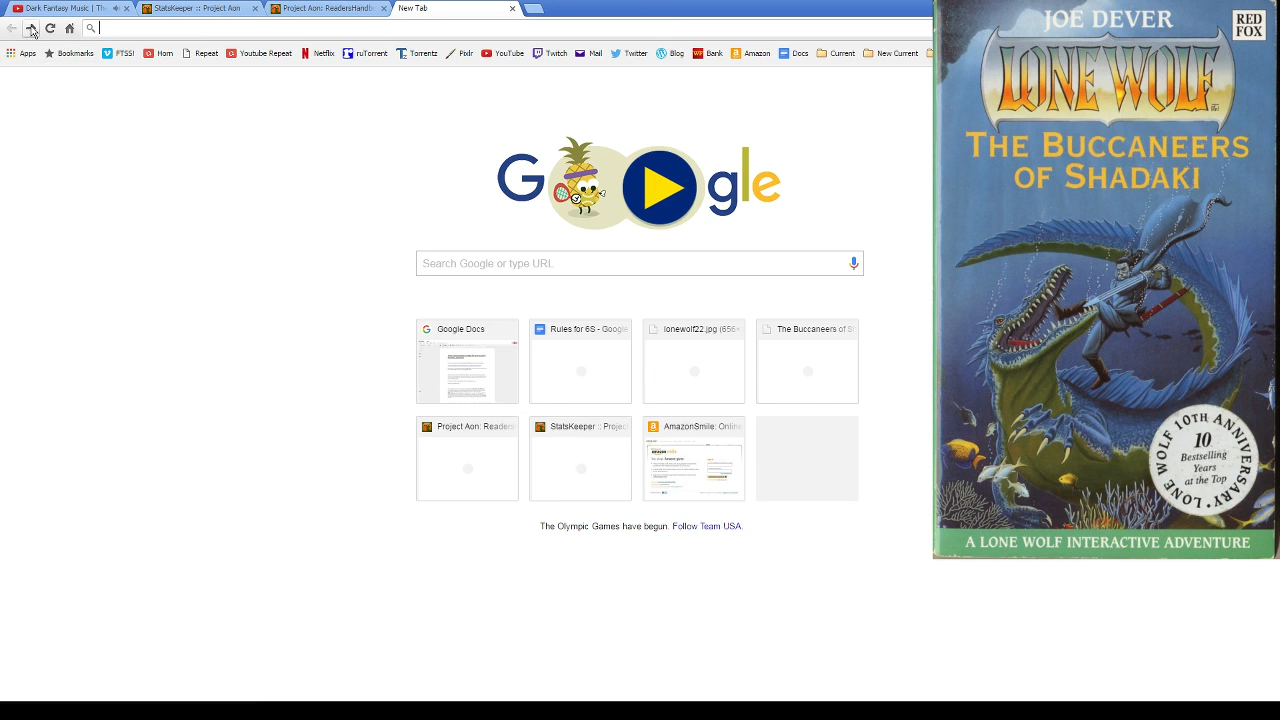 Dark Fantasy Music | Th
StatsKeeper :: Project Aon
Project Aon: ReadersHandb
New Tab
Apps
Bookmarks
FTSSI
Horn
Repeat
Youtube Repeat
Netflix
ruTorrent
Torrentz
Pixlr
YouTube
Twitch
Mail
Twitter
Blog
Bank
Amazon
Docs
Current
New Current
Google
Search Google or type URL
Google Docs
Rules for 6S - Google
lonewolf22.jpg (656×
The Buccaneers of S
Project Aon: Readers
StatsKeeper :: Project
AmazonSmile: Online
The Olympic Games have begun. Follow Team USA.
JOE DEVER
RED
FOX
LONE WOLF
THE BUCCANEERS
OF SHADAKI
LONE WOLF 10TH ANNIVERSARY
10
Bestselling
Years
at the Top
A LONE WOLF INTERACTIVE ADVENTURE